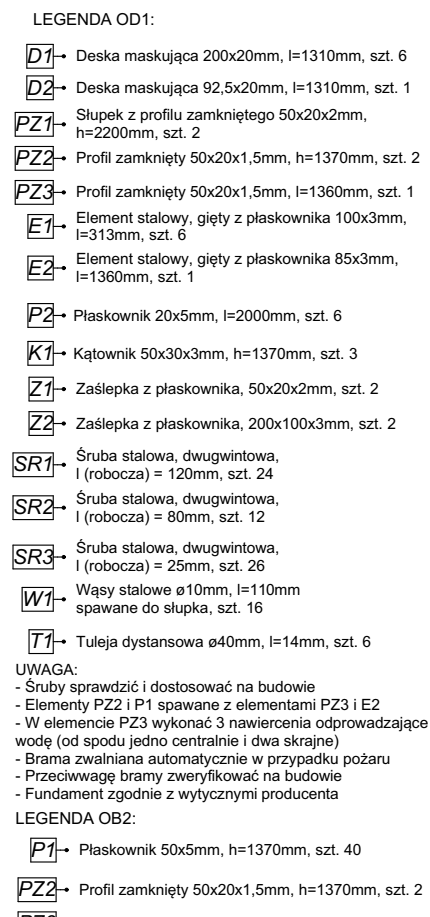 LEGENDA OD1:
D1 Deska maskująca 200x20mm, l=1310mm, szt. 6
D2 Deska maskująca 92,5x20mm, l=1310mm, szt. 1
PZ1 Słupek z profilu zamkniętego 50x20x2mm,
h=2200mm, szt. 2
PZ2 Profil zamknięty 50x20x1,5mm, h=1370mm, szt. 2
PZ3 Profil zamknięty 50x20x1,5mm, l=1360mm, szt. 1
E1 Element stalowy, gięty z płaskownika 100x3mm,
l=313mm, szt. 6
E2 Element stalowy, gięty z płaskownika 85x3mm,
l=1360mm, szt. 1
P2 Płaskownik 20x5mm, l=2000mm, szt. 6
K1 Kątownik 50x30x3mm, h=1370mm, szt. 3
Z1 Zaślepka z płaskownika, 50x20x2mm, szt. 2
Z2 Zaślepka z płaskownika, 200x100x3mm, szt. 2
SR1 Śruba stalowa, dwugwintowa,
l (robocza) = 120mm, szt. 24
SR2 Śruba stalowa, dwugwintowa,
l (robocza) = 80mm, szt. 12
SR3 Śruba stalowa, dwugwintowa,
l (robocza) = 25mm, szt. 26
W1 Wąsy stalowe ø10mm, l=110mm
spawane do słupka, szt. 16
T1 Tuleja dystansowa ø40mm, l=14mm, szt. 6
UWAGA:
- Śruby sprawdzić i dostosować na budowie
- Elementy PZ2 i P1 spawane z elementami PZ3 i E2
- W elemencie PZ3 wykonać 3 nawiercenia odprowadzające
wodę (od spodu jedno centralnie i dwa skrajne)
- Brama zwalniana automatycznie w przypadku pożaru
- Przeciwwagę bramy zweryfikować na budowie
- Fundament zgodnie z wytycznymi producenta
LEGENDA OB2:
P1 Płaskownik 50x5mm, h=1370mm, szt. 40
PZ2 Profil zamknięty 50x20x1,5mm, h=1370mm, szt. 2